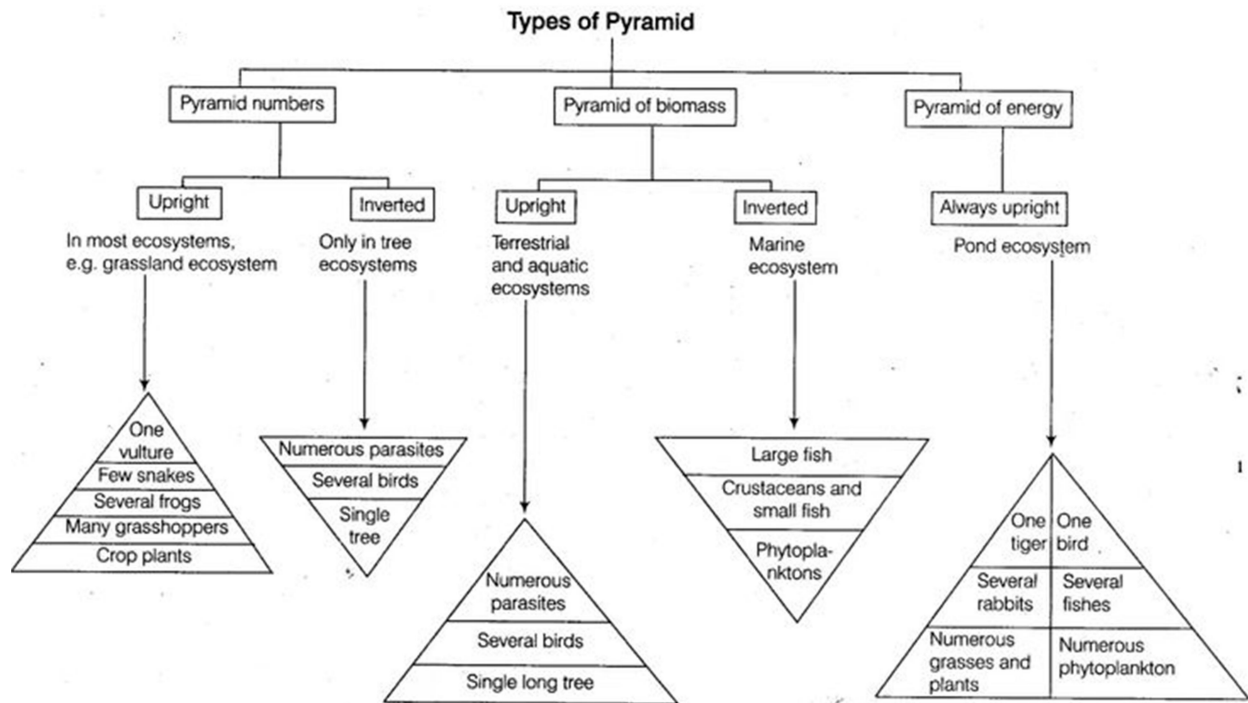 Types of Pyramid
Pyramid numbers
Pyramid of biomass
Pyramid of energy
Upright
Inverted
Upright
Inverted
Always upright
In most ecosystems,
e.g. grassland ecosystem
Only in tree
ecosystems
Terrestrial
and aquatic
ecosystems
Marine
ecosystem
Pond ecosystem
One
vulture
Few snakes
Several frogs
Many grasshoppers
Crop plants
Numerous parasites
Several birds
Single
tree
Numerous
parasites
Several birds
Single long tree
Large fish
Crustaceans and
small fish
Phytopla-
nktons
One
tiger
One
bird
Several
rabbits
Several
fishes
Numerous
grasses and
plants
Numerous
phytoplankton